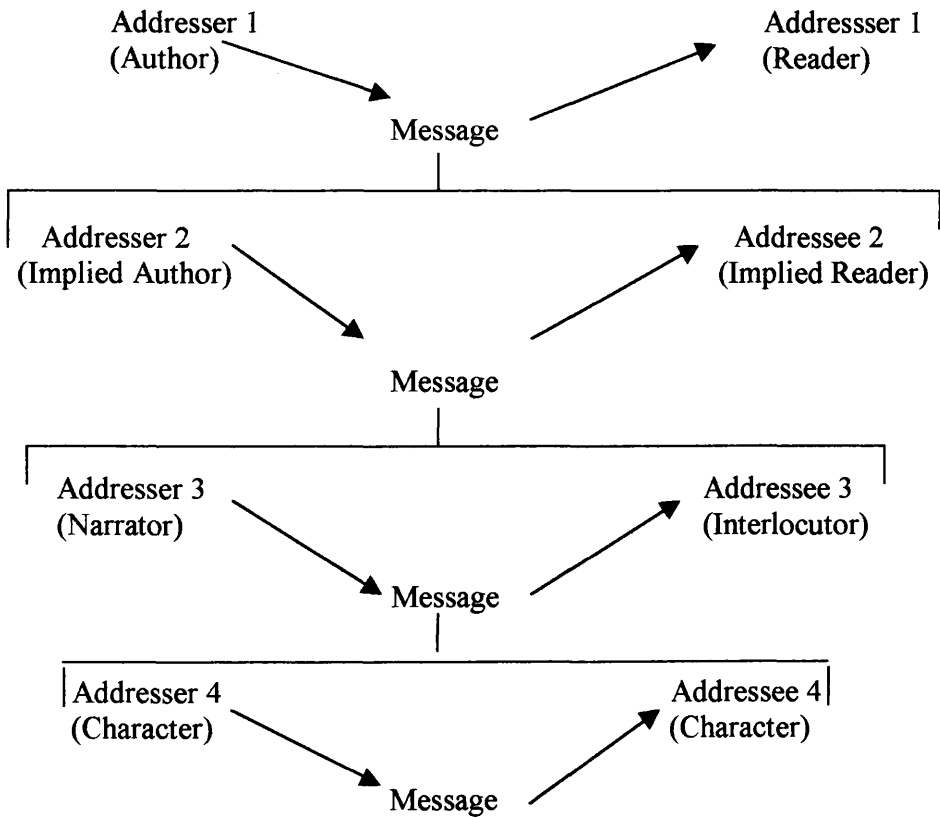 Addresser 1
(Author)
Addressser 1
(Reader)
Message
Addresser 2
(Implied Author)
Addressee 2
(Implied Reader)
Message
Addresser 3
(Narrator)
Addressee 3
(Interlocutor)
Message
Addresser 4
(Character)
Addressee 4
(Character)
Message